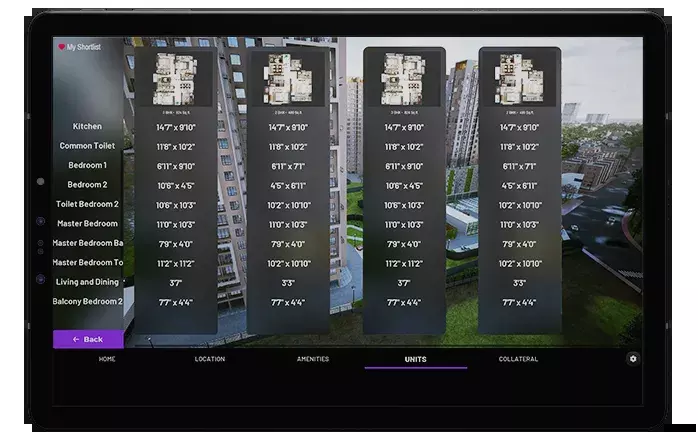 My Shortlist
Kitchen 14'7" x 9'10" 14'7" x 9'10" 14'7" x 9'10" 14'7" x 9'10"
Common Toilet 11'8" x 10'2" 11'8" x 10'2" 11'8" x 10'2" 11'8" x 10'2"
Bedroom 1 6'11" x 9'10" 6'11" x 7'1" 6'11" x 9'10" 6'11" x 7'1"
Bedroom 2 10'6" x 4'5" 4'5" x 6'11" 10'6" x 4'5" 4'5" x 6'11"
Toilet Bedroom 2 10'6" x 10'3" 10'2" x 10'10" 10'6" x 10'3" 10'2" x 10'10"
Master Bedroom 11'0" x 10'3" 11'0" x 10'3" 11'0" x 10'3" 11'0" x 10'3"
Master Bedroom Ba 7'9" x 4'0" 7'9" x 4'0" 7'9" x 4'0" 7'9" x 4'0"
Master Bedroom To 11'2" x 11'2" 10'2" x 10'10" 11'2" x 11'2" 10'2" x 10'10"
Living and Dining 3'7" 3'3" 3'7" 3'3"
Balcony Bedroom 2 7'7" x 4'4" 7'7" x 4'4" 7'7" x 4'4" 7'7" x 4'4"
← Back
HOME LOCATION AMENITIES UNITS COLLATERAL